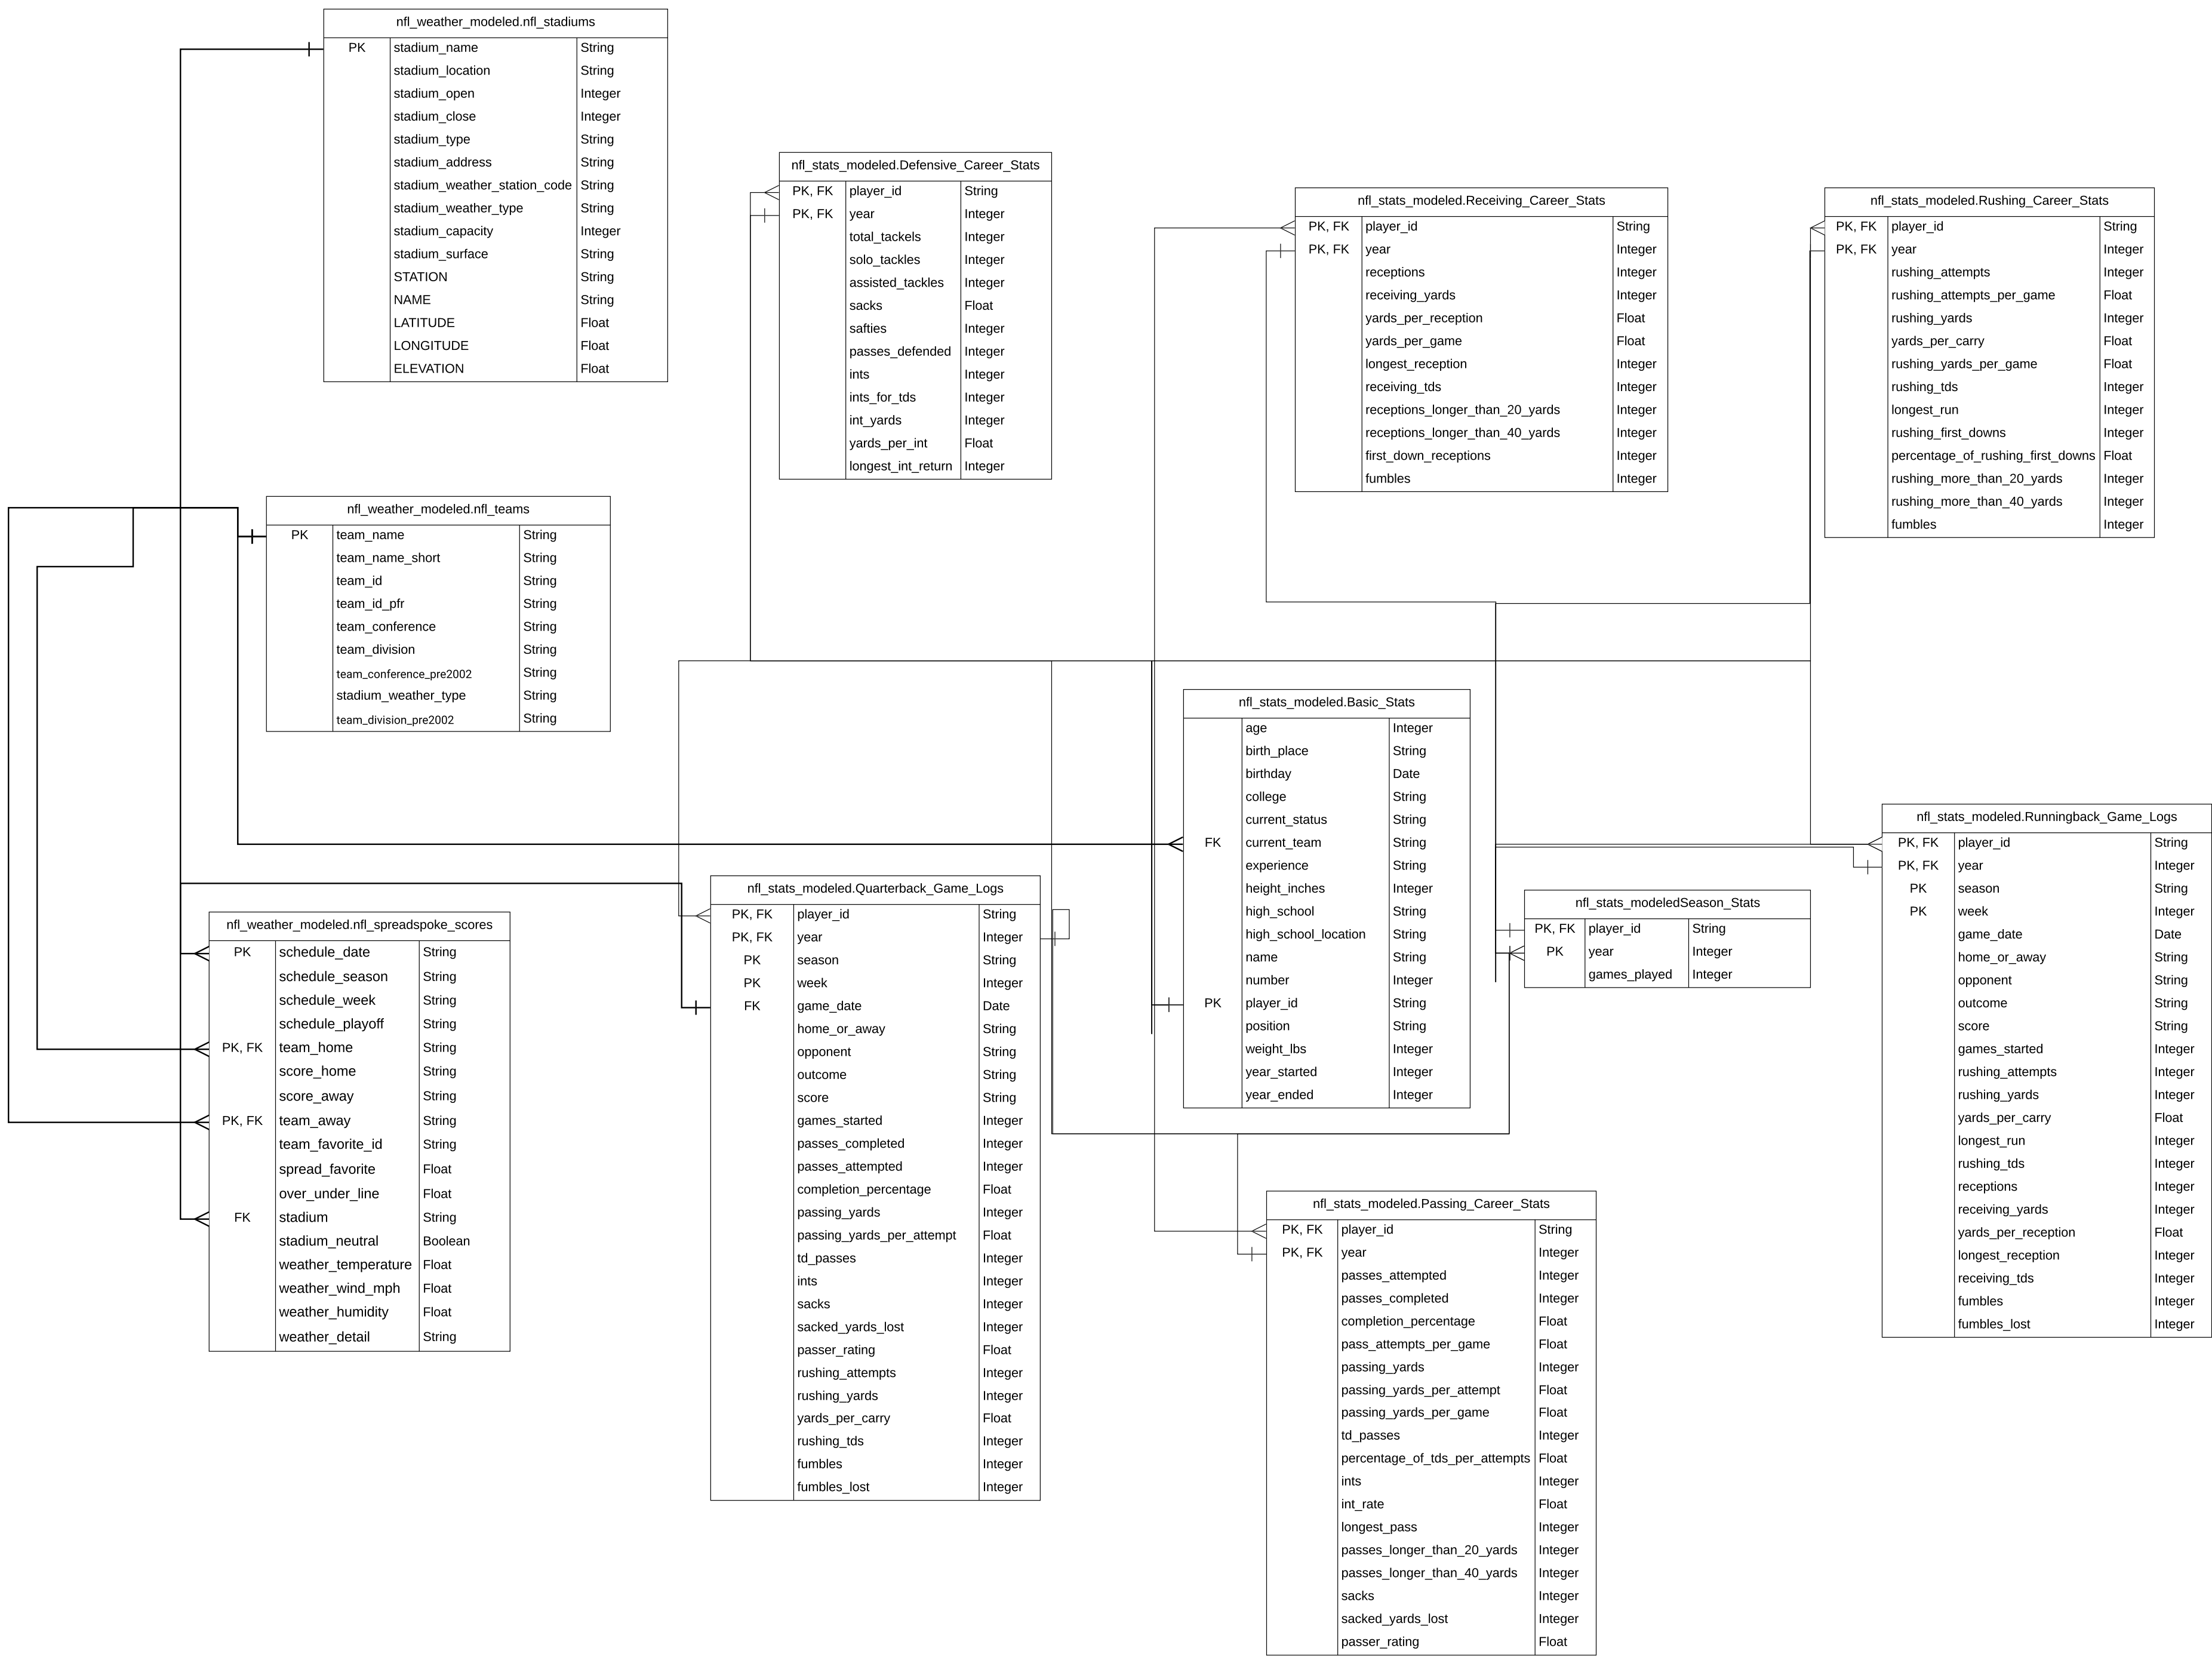 nfl_weather_modeled.nfl_stadiums
PK stadium_name String
stadium_location String
stadium_open Integer
stadium_close Integer
stadium_type String
stadium_address String
stadium_weather_station_code String
stadium_weather_type String
stadium_capacity Integer
stadium_surface String
STATION String
NAME String
LATITUDE Float
LONGITUDE Float
ELEVATION Float
nfl_stats_modeled.Defensive_Career_Stats
PK, FK player_id String
PK, FK year Integer
total_tackels Integer
solo_tackles Integer
assisted_tackles Integer
sacks Float
safties Integer
passes_defended Integer
ints Integer
ints_for_tds Integer
int_yards Integer
yards_per_int Float
longest_int_return Integer
nfl_stats_modeled.Receiving_Career_Stats
PK, FK player_id String
PK, FK year Integer
receptions Integer
receiving_yards Integer
yards_per_reception Float
yards_per_game Float
longest_reception Integer
receiving_tds Integer
receptions_longer_than_20_yards Integer
receptions_longer_than_40_yards Integer
first_down_receptions Integer
fumbles Integer
nfl_stats_modeled.Rushing_Career_Stats
PK, FK player_id String
PK, FK year Integer
rushing_attempts Integer
rushing_attempts_per_game Float
rushing_yards Integer
yards_per_carry Float
rushing_yards_per_game Float
rushing_tds Integer
longest_run Integer
rushing_first_downs Integer
percentage_of_rushing_first_downs Float
rushing_more_than_20_yards Integer
rushing_more_than_40_yards Integer
fumbles Integer
nfl_weather_modeled.nfl_teams
PK team_name String
team_name_short String
team_id String
team_id_pfr String
team_conference String
team_division String
team_conference_pre2002 String
stadium_weather_type String
team_division_pre2002 String
nfl_stats_modeled.Basic_Stats
age Integer
birth_place String
birthday Date
college String
current_status String
FK current_team String
experience String
height_inches Integer
high_school String
high_school_location String
name String
number Integer
PK player_id String
position String
weight_lbs Integer
year_started Integer
year_ended Integer
nfl_stats_modeled.Runningback_Game_Logs
PK, FK player_id String
PK, FK year Integer
PK season String
PK week Integer
game_date Date
home_or_away String
opponent String
outcome String
score String
games_started Integer
rushing_attempts Integer
rushing_yards Integer
yards_per_carry Float
longest_run Integer
rushing_tds Integer
receptions Integer
receiving_yards Integer
yards_per_reception Float
longest_reception Integer
receiving_tds Integer
fumbles Integer
fumbles_lost Integer
nfl_stats_modeled.Quarterback_Game_Logs
PK, FK player_id String
PK, FK year Integer
PK season String
PK week Integer
FK game_date Date
home_or_away String
opponent String
outcome String
score String
games_started Integer
passes_completed Integer
passes_attempted Integer
completion_percentage Float
passing_yards Integer
passing_yards_per_attempt Float
td_passes Integer
ints Integer
sacks Integer
sacked_yards_lost Integer
passer_rating Float
rushing_attempts Integer
rushing_yards Integer
yards_per_carry Float
rushing_tds Integer
fumbles Integer
fumbles_lost Integer
nfl_stats_modeledSeason_Stats
PK, FK player_id String
PK year Integer
games_played Integer
nfl_weather_modeled.nfl_spreadspoke_scores
PK schedule_date String
schedule_season String
schedule_week String
schedule_playoff String
PK, FK team_home String
score_home String
score_away String
PK, FK team_away String
team_favorite_id String
spread_favorite Float
over_under_line Float
FK stadium String
stadium_neutral Boolean
weather_temperature Float
weather_wind_mph Float
weather_humidity Float
weather_detail String
nfl_stats_modeled.Passing_Career_Stats
PK, FK player_id String
PK, FK year Integer
passes_attempted Integer
passes_completed Integer
completion_percentage Float
pass_attempts_per_game Float
passing_yards Integer
passing_yards_per_attempt Float
passing_yards_per_game Float
td_passes Integer
percentage_of_tds_per_attempts Float
ints Integer
int_rate Float
longest_pass Integer
passes_longer_than_20_yards Integer
passes_longer_than_40_yards Integer
sacks Integer
sacked_yards_lost Integer
passer_rating Float